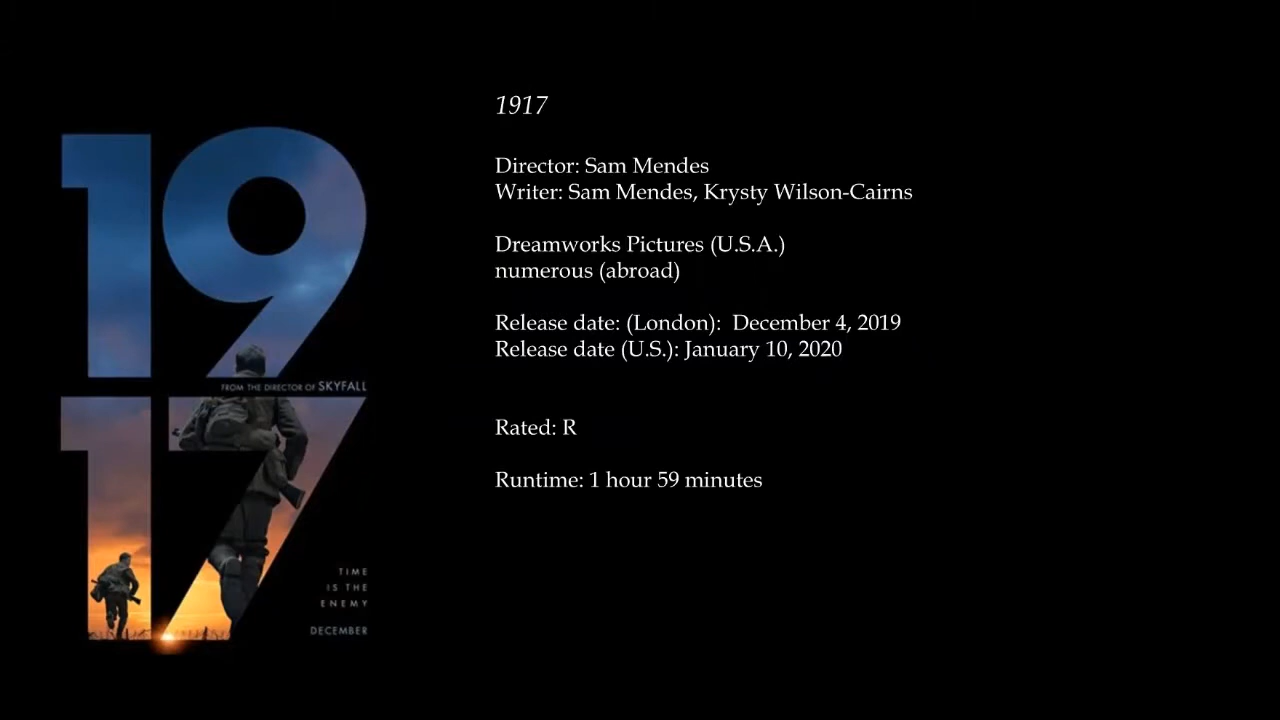 19
FROM THE DIRECTOR OF SKYFALL
17
TIME
IS THE
ENEMY
DECEMBER
1917
Director: Sam Mendes
Writer: Sam Mendes, Krysty Wilson-Cairns
Dreamworks Pictures (U.S.A.)
numerous (abroad)
Release date: (London):  December 4, 2019
Release date (U.S.): January 10, 2020
Rated: R
Runtime: 1 hour 59 minutes